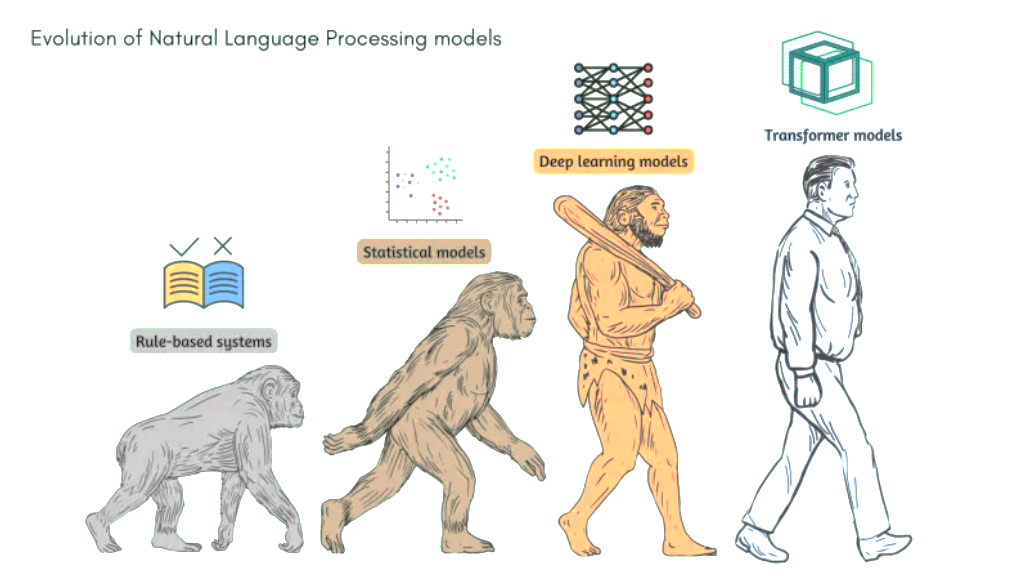 Evolution of Natural Language Processing models
Transformer models
Deep learning models
Statistical models
Rule-based systems